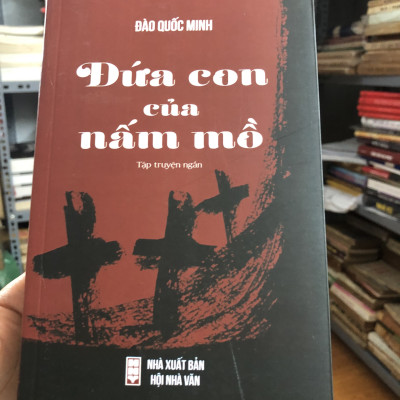 ĐÀO QUỐC MINH
Đứa con
của
nấm mồ
Tập truyện ngắn
NHÀ XUẤT BẢN
HỘI NHÀ VĂN